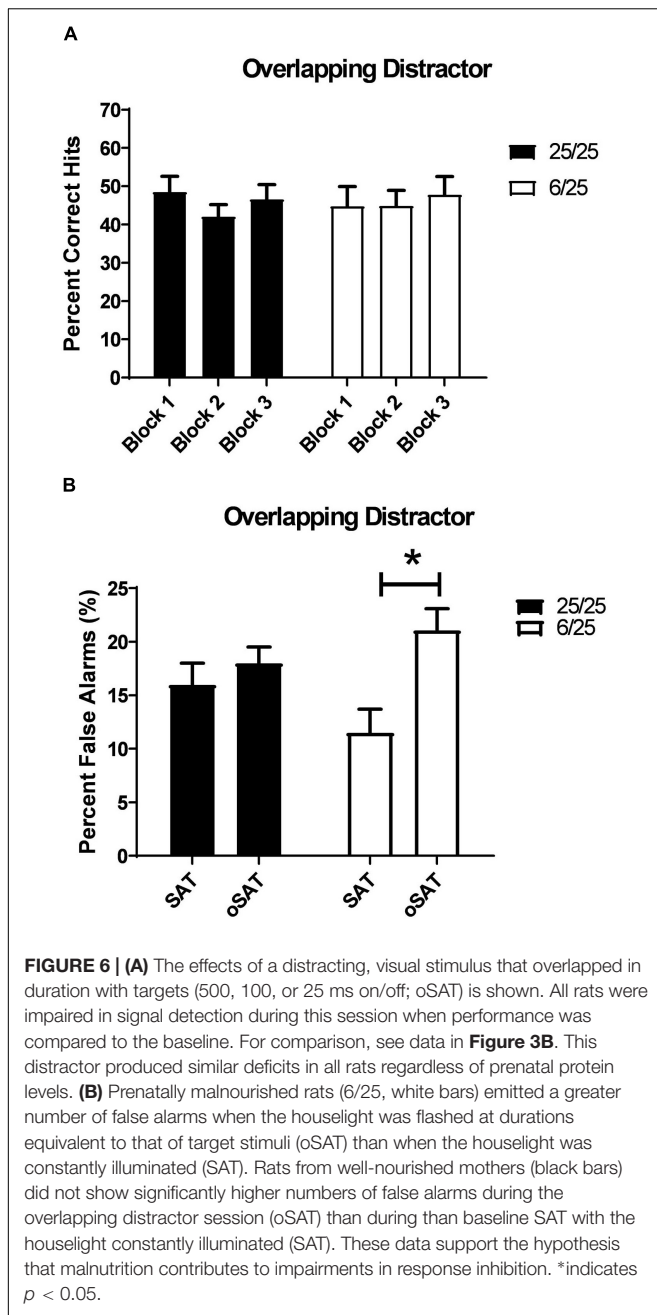 A
Overlapping Distractor
70
60
50
40
30
20
10
0
Percent Correct Hits
Block 1
Block 2
Block 3
Block 1
Block 2
Block 3
25/25
6/25
B
Overlapping Distractor
*
25
20
15
10
5
0
Percent False Alarms (%)
SAT
oSAT
SAT
oSAT
25/25
6/25
FIGURE 6 | (A) The effects of a distracting, visual stimulus that overlapped in
duration with targets (500, 100, or 25 ms on/off; oSAT) is shown. All rats were
impaired in signal detection during this session when performance was
compared to the baseline. For comparison, see data in Figure 3B. This
distractor produced similar deficits in all rats regardless of prenatal protein
levels. (B) Prenatally malnourished rats (6/25, white bars) emitted a greater
number of false alarms when the houselight was flashed at durations
equivalent to that of target stimuli (oSAT) than when the houselight was
constantly illuminated (SAT). Rats from well-nourished mothers (black bars)
did not show significantly higher numbers of false alarms during the
overlapping distractor session (oSAT) than during than baseline SAT with the
houselight constantly illuminated (SAT). These data support the hypothesis
that malnutrition contributes to impairments in response inhibition. *indicates
p < 0.05.